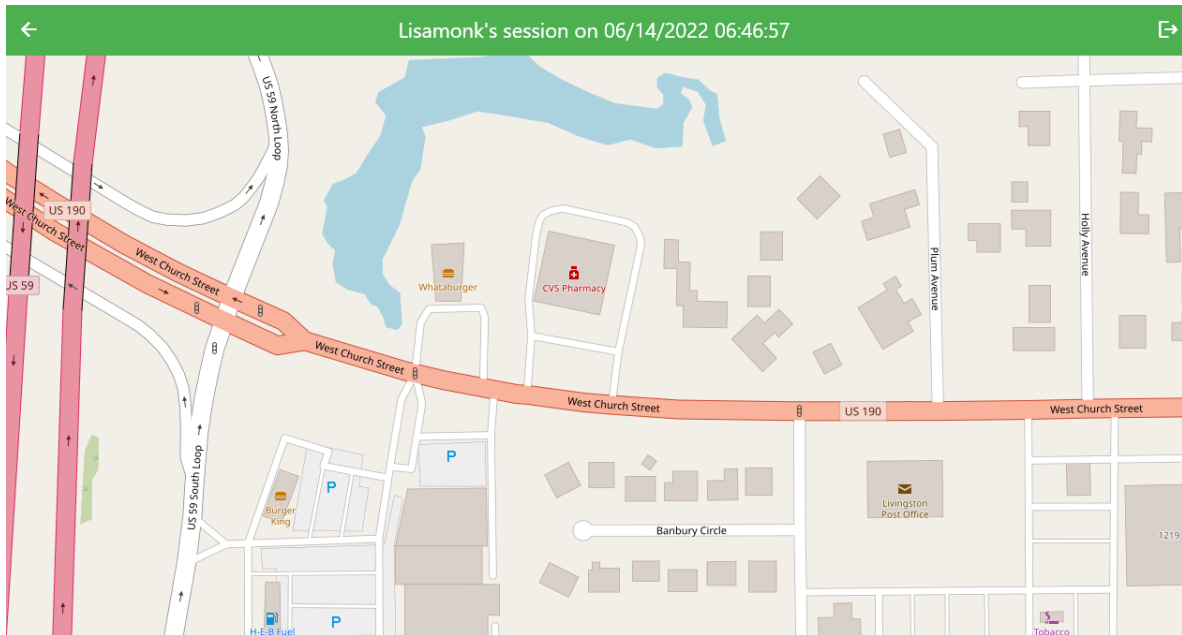 Lisamonk's session on 06/14/2022 06:46:57
US 59 North Loop
US 190
West Church Street
West Church Street
US 59
Whataburger
CVS Pharmacy
Plum Avenue
Holly Avenue
West Church Street
West Church Street
US 190
West Church Street
US 59 South Loop
P
P
Burger
King
Livingston
Post Office
Banbury Circle
1219
H-E-B Fuel
P
Tobacco